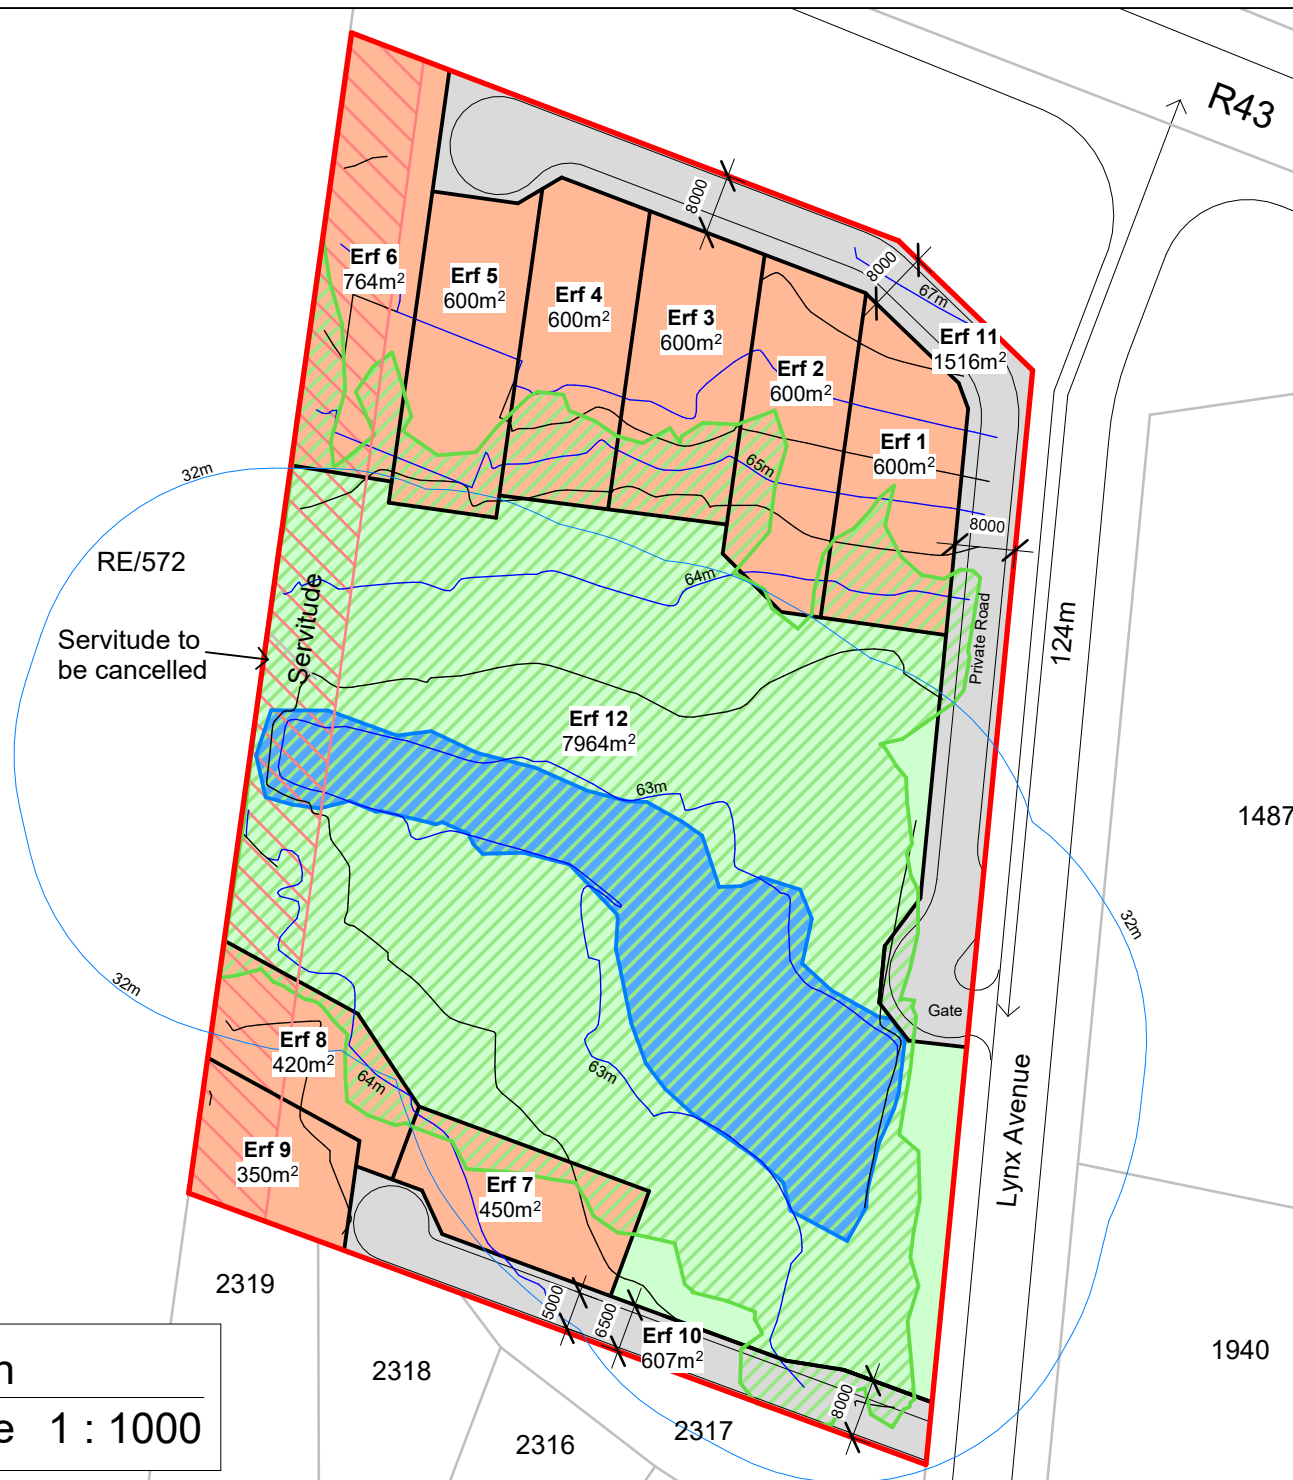 R43
8000
8000
67m
Erf 6
764m²
Erf 5
600m²
Erf 4
600m²
Erf 3
600m²
Erf 2
600m²
Erf 11
1516m²
Erf 1
600m²
65m
32m
8000
RE/572
64m
Servitude
Private Road
124m
Servitude to
be cancelled
Erf 12
7964m²
63m
1487
32m
32m
Gate
Erf 8
420m²
64m
63m
Lynx Avenue
Erf 9
350m²
Erf 7
450m²
2319
5000
6500
Erf 10
607m²
2318
1940
8000
2317
2316
n
e 1 : 1000